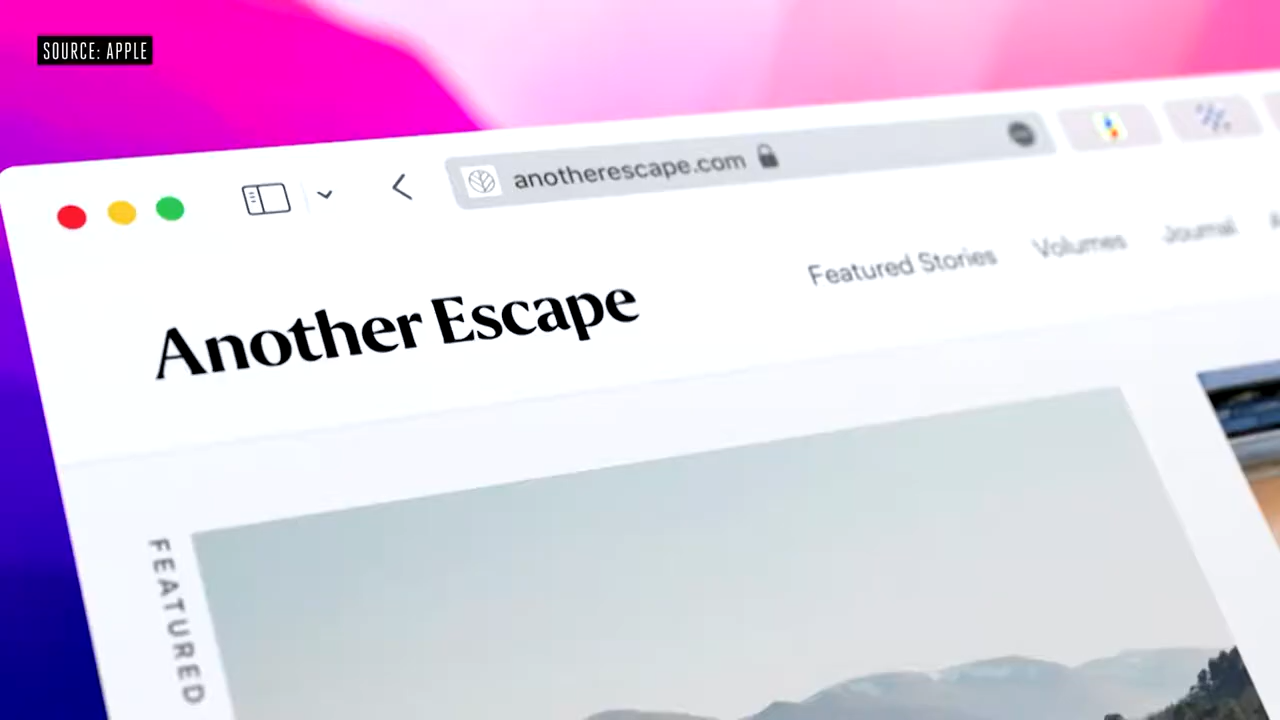 SOURCE: APPLE
anotherescape.com
Another Escape
Featured Stories
Volumes
Journal
FEATURED